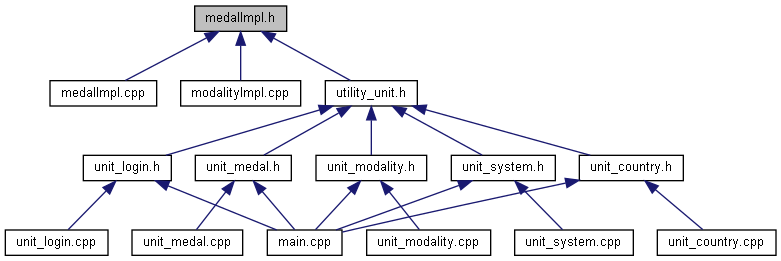 medalImpl.h
medalImpl.cpp
modalityImpl.cpp
utility_unit.h
unit_login.h
unit_medal.h
unit_modality.h
unit_system.h
unit_country.h
unit_login.cpp
unit_medal.cpp
main.cpp
unit_modality.cpp
unit_system.cpp
unit_country.cpp